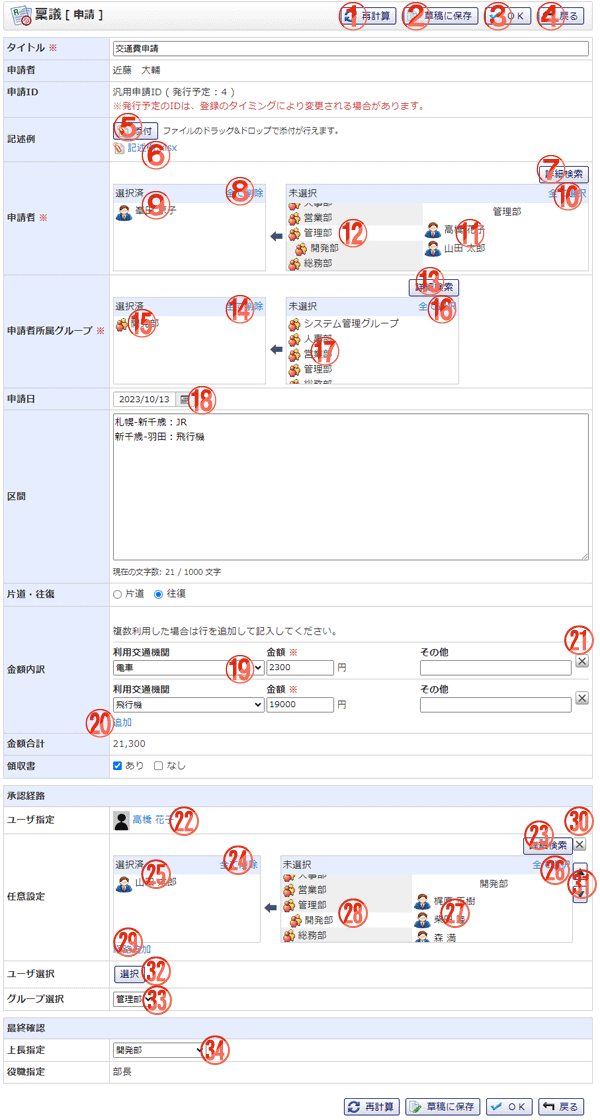 稟議 [ 申請 ]
① 再計算 ② 草稿に保存 ③ OK ④ 戻る
タイトル ※ 交通費申請
申請者 近藤 大輔
申請ID 汎用申請ID ( 発行予定：4 )
※発行予定のIDは、登録のタイミングにより変更される場合があります。
記述例 ⑤ 添付 ファイルのドラッグ&ドロップで添付が行えます。
⑥ 記述例.xlsx
⑦ 詳細検索
選択済 ⑧ 全て削除 未選択 ⑩ 全て選択
申請者 ※
⑨
人事部
営業部
管理部 ⑫
開発部
総務部
管理部
高橋 花子 ⑪
山田 太郎
⑬ 詳細検索
選択済 ⑭ 全て削除 未選択 ⑯ 全て選択
申請者所属グループ ※
⑮ 開発部
システム管理グループ
人事部
営業部 ⑰
管理部
総務部
申請日 2023/10/13 ⑱
区間
札幌-新千歳：JR
新千歳-羽田：飛行機
現在の文字数: 21 / 1000 文字
片道・往復 片道 往復
金額内訳
複数利用した場合は行を追加して記入してください。
㉑
利用交通機関 金額 ※ その他
電車 ⑲ 2300 円
利用交通機関 金額 ※ その他
飛行機 19000 円
⑳ 追加
金額合計 21,300
領収書 あり なし
承認経路
ユーザ指定 高橋 花子 ㉒
㉓ 詳細検索 ㉚
選択済 ㉔ 全て削除 未選択 ㉖ 全て選択
㉛
任意設定
山田 太郎 ㉕
人事部
営業部
管理部
開発部 ㉘
総務部
開発部
梶原 正樹
柴田 隆 ㉗
森 満
㉙ 経路追加
ユーザ選択 選択 ㉜
グループ選択 管理部 ㉝
最終確認
上長指定 開発部 ㉞
役職指定 部長
再計算 草稿に保存 OK 戻る